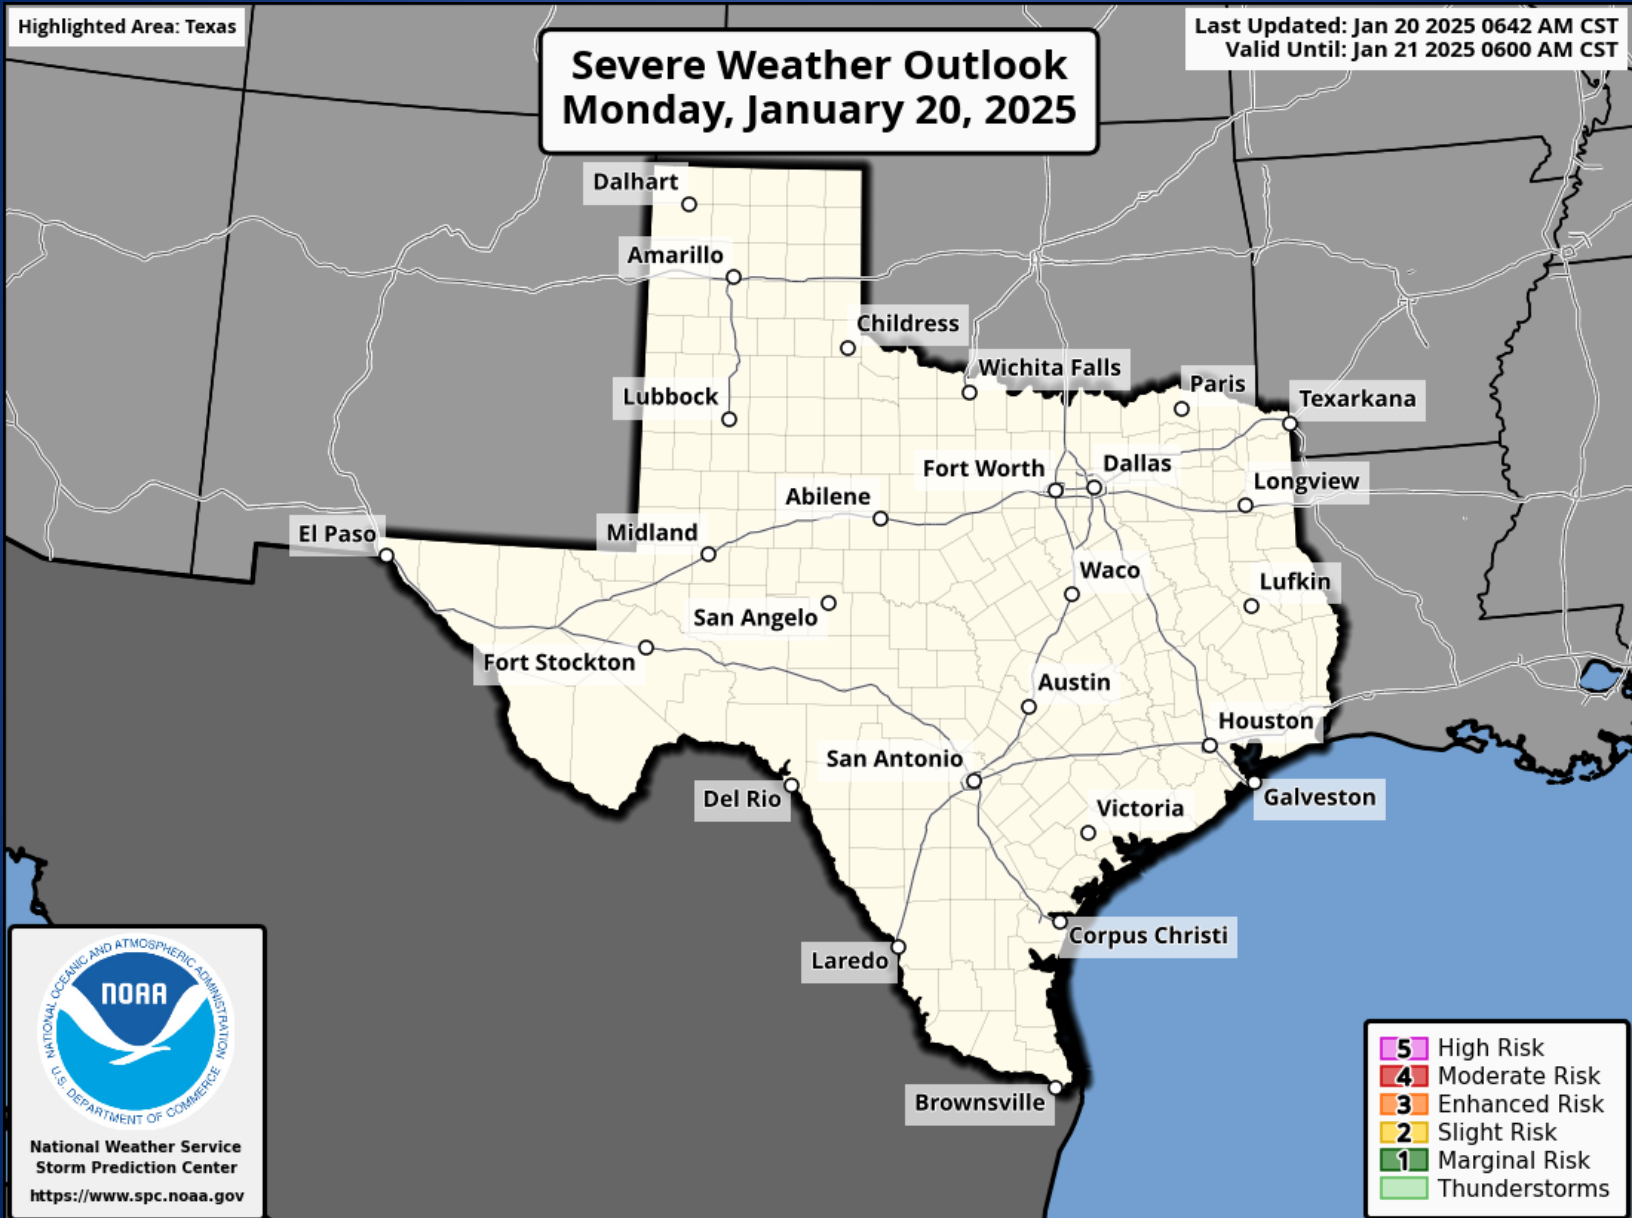 Highlighted Area: Texas
Severe Weather Outlook
Monday, January 20, 2025
Last Updated: Jan 20 2025 0642 AM CST
Valid Until: Jan 21 2025 0600 AM CST
Dalhart
Amarillo
Childress
Wichita Falls
Paris
Texarkana
Lubbock
Fort Worth
Dallas
Longview
Abilene
El Paso
Midland
Waco
Lufkin
San Angelo
Fort Stockton
Austin
Houston
San Antonio
Del Rio
Galveston
Victoria
Corpus Christi
Laredo
Brownsville
NATIONAL OCEANIC AND ATMOSPHERIC ADMINISTRATION
NOAA
U.S. DEPARTMENT OF COMMERCE
National Weather Service
Storm Prediction Center
https://www.spc.noaa.gov
5 High Risk
4 Moderate Risk
3 Enhanced Risk
2 Slight Risk
1 Marginal Risk
Thunderstorms